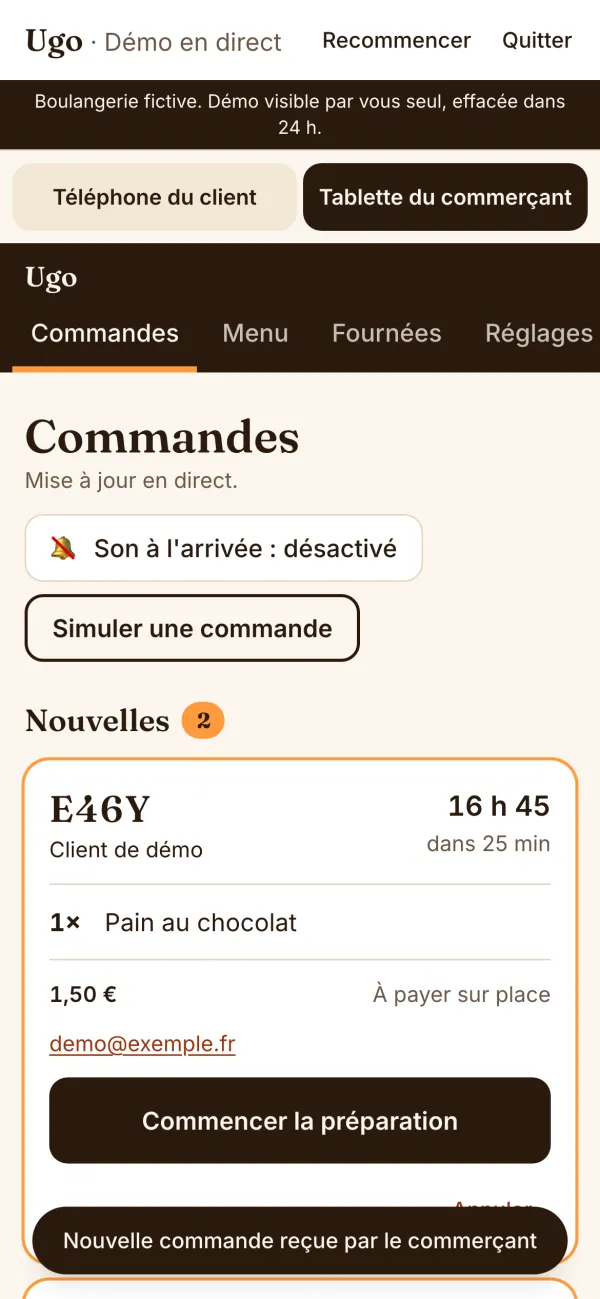 Ugo · Démo en direct
Recommencer
Quitter
Boulangerie fictive. Démo visible par vous seul, effacée dans
24 h.
Téléphone du client
Tablette du commerçant
Ugo
Commandes
Menu
Fournées
Réglages
Commandes
Mise à jour en direct.
Son à l'arrivée : désactivé
Simuler une commande
Nouvelles 2
E46Y
16 h 45
Client de démo
dans 25 min
1× Pain au chocolat
1,50 €
À payer sur place
demo@exemple.fr
Commencer la préparation
Nouvelle commande reçue par le commerçant